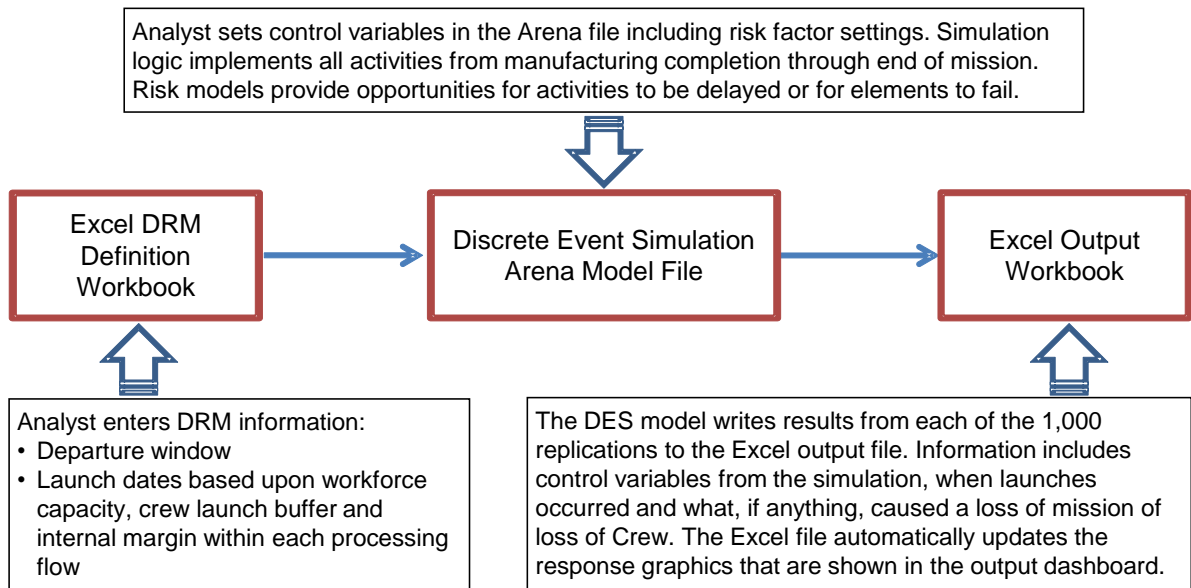 Analyst sets control variables in the Arena file including risk factor settings. Simulation
logic implements all activities from manufacturing completion through end of mission.
Risk models provide opportunities for activities to be delayed or for elements to fail.
Excel DRM
Definition
Workbook
Discrete Event Simulation
Arena Model File
Excel Output
Workbook
Analyst enters DRM information:
• Departure window
• Launch dates based upon workforce
capacity, crew launch buffer and
internal margin within each processing
flow
The DES model writes results from each of the 1,000
replications to the Excel output file. Information includes
control variables from the simulation, when launches
occurred and what, if anything, caused a loss of mission of
loss of Crew. The Excel file automatically updates the
response graphics that are shown in the output dashboard.